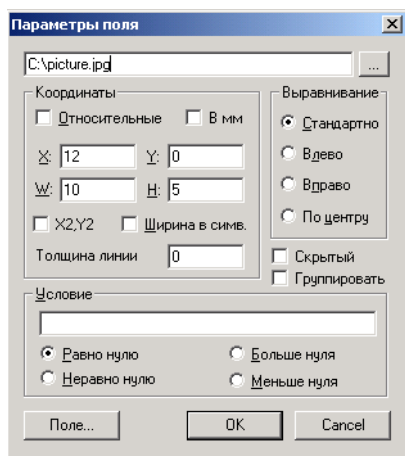 Параметры поля
C:\picture.jpg ...
Координаты
Относительные В мм
X: 12 Y: 0
W: 10 H: 5
X2,Y2 Ширина в симв.
Толщина линии 0
Выравнивание
Стандартно
Влево
Вправо
По центру
Скрытый
Группировать
Условие
Равно нулю Больше нуля
Неравно нулю Меньше нуля
Поле... OK Cancel